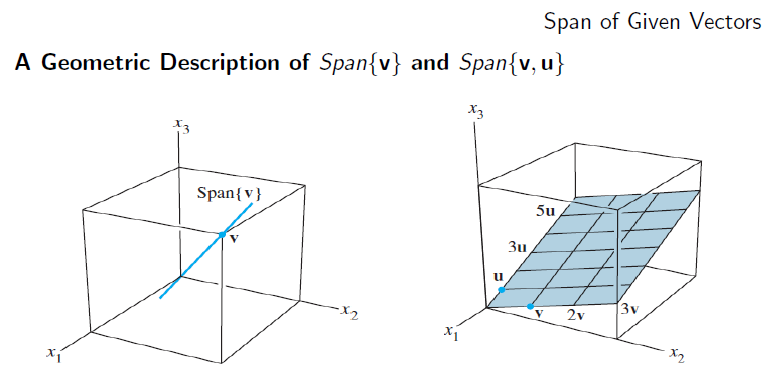 Span of Given Vectors
A Geometric Description of Span{v} and Span{v, u}
x₃
Span{v}
v
x₂
x₁
x₃
5u
3u
u
v
2v
3v
x₁
x₂